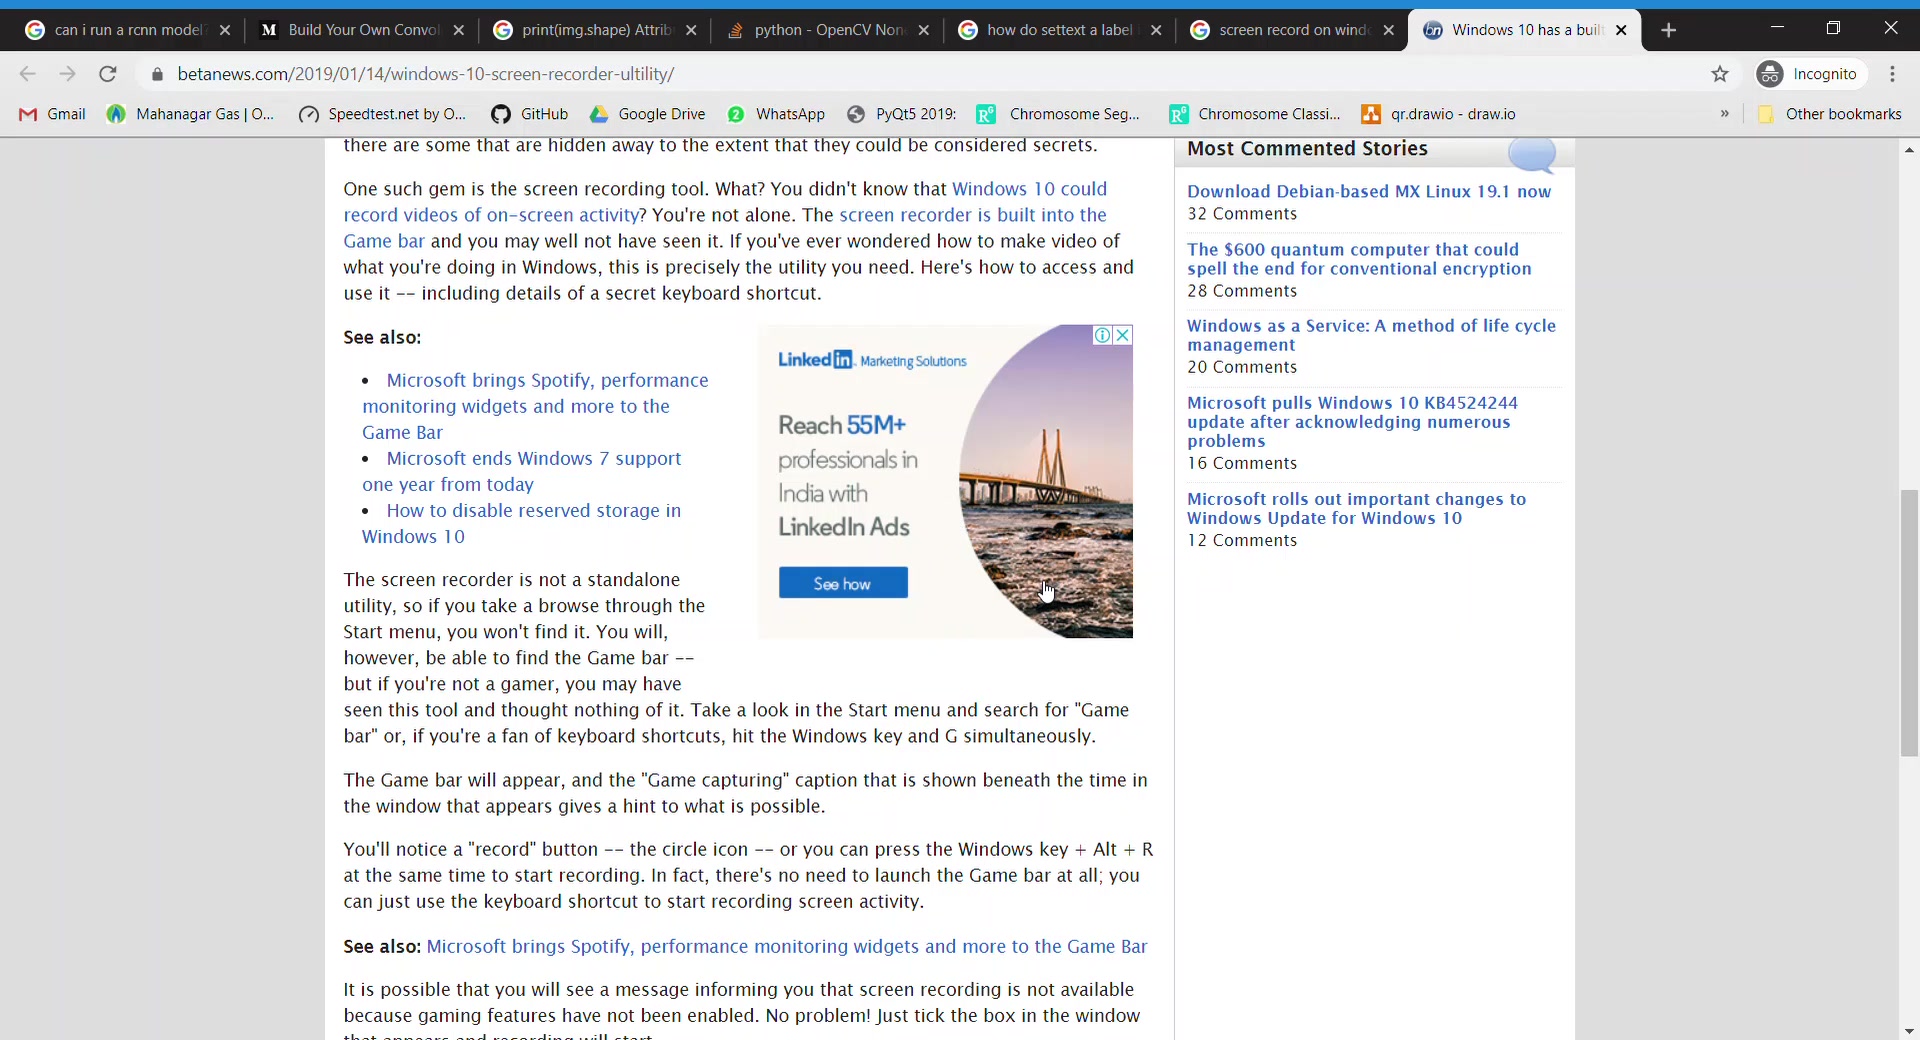 can i run a rcnn model?
Build Your Own Convol
print(img.shape) Attrib
python - OpenCV Non
how do settext a label i
screen record on wind
Windows 10 has a buil
betanews.com/2019/01/14/windows-10-screen-recorder-ultility/
Incognito
Gmail
Mahanagar Gas | O...
Speedtest.net by O...
GitHub
Google Drive
WhatsApp
PyQt5 2019:
Chromosome Seg...
Chromosome Classi...
qr.drawio - draw.io
»
Other bookmarks
there are some that are hidden away to the extent that they could be considered secrets.
One such gem is the screen recording tool. What? You didn't know that Windows 10 could
record videos of on-screen activity? You're not alone. The screen recorder is built into the
Game bar and you may well not have seen it. If you've ever wondered how to make video of
what you're doing in Windows, this is precisely the utility you need. Here's how to access and
use it -- including details of a secret keyboard shortcut.
See also:
• Microsoft brings Spotify, performance
monitoring widgets and more to the
Game Bar
• Microsoft ends Windows 7 support
one year from today
• How to disable reserved storage in
Windows 10
LinkedIn. Marketing Solutions
Reach 55M+
professionals in
India with
LinkedIn Ads
See how
The screen recorder is not a standalone
utility, so if you take a browse through the
Start menu, you won't find it. You will,
however, be able to find the Game bar --
but if you're not a gamer, you may have
seen this tool and thought nothing of it. Take a look in the Start menu and search for "Game
bar" or, if you're a fan of keyboard shortcuts, hit the Windows key and G simultaneously.
The Game bar will appear, and the "Game capturing" caption that is shown beneath the time in
the window that appears gives a hint to what is possible.
You'll notice a "record" button -- the circle icon -- or you can press the Windows key + Alt + R
at the same time to start recording. In fact, there's no need to launch the Game bar at all; you
can just use the keyboard shortcut to start recording screen activity.
See also: Microsoft brings Spotify, performance monitoring widgets and more to the Game Bar
It is possible that you will see a message informing you that screen recording is not available
because gaming features have not been enabled. No problem! Just tick the box in the window
that appears and recording will start.
Most Commented Stories
Download Debian-based MX Linux 19.1 now
32 Comments
The $600 quantum computer that could
spell the end for conventional encryption
28 Comments
Windows as a Service: A method of life cycle
management
20 Comments
Microsoft pulls Windows 10 KB4524244
update after acknowledging numerous
problems
16 Comments
Microsoft rolls out important changes to
Windows Update for Windows 10
12 Comments